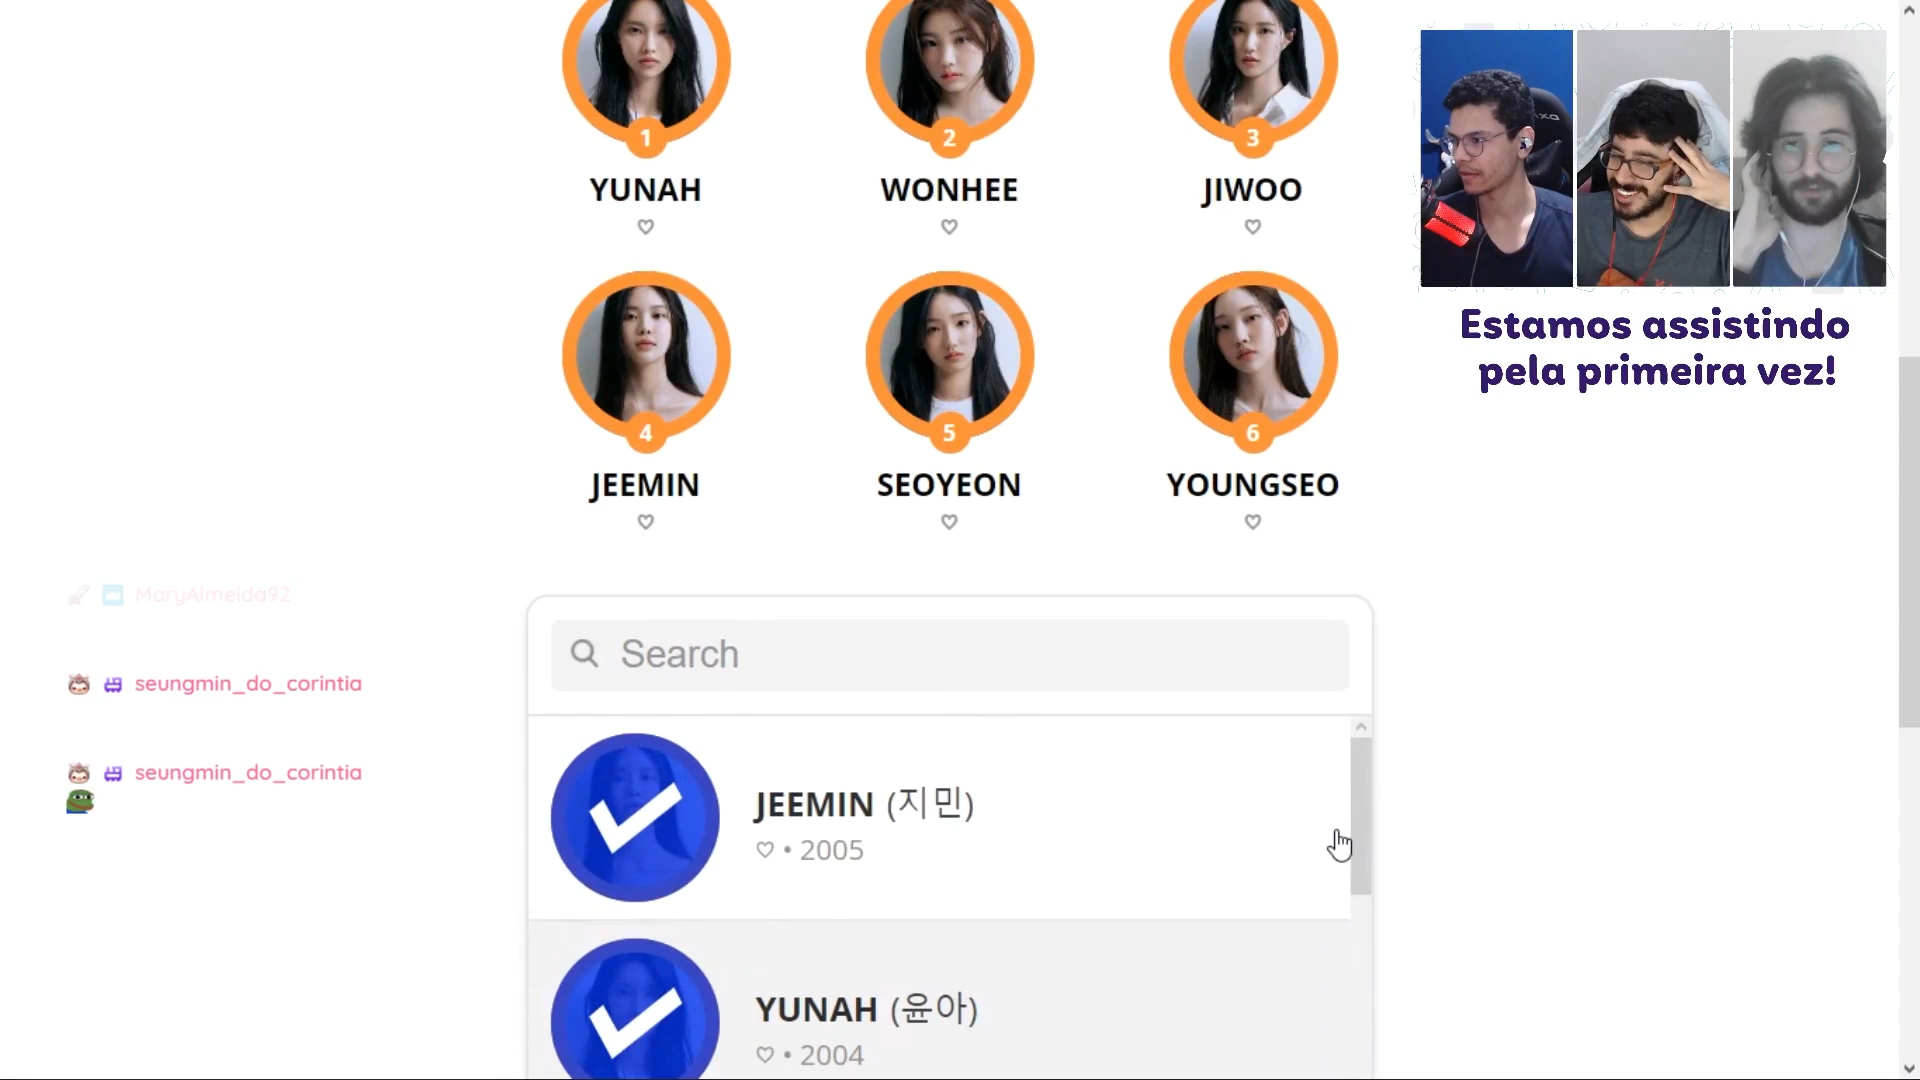 1
2
3
YUNAH
WONHEE
JIWOO
4
5
6
JEEMIN
SEOYEON
YOUNGSEO
Estamos assistindo
pela primeira vez!
MaryAlmeida92
seungmin_do_corintia
seungmin_do_corintia
Search
JEEMIN (지민)
♡ • 2005
YUNAH (윤아)
♡ • 2004